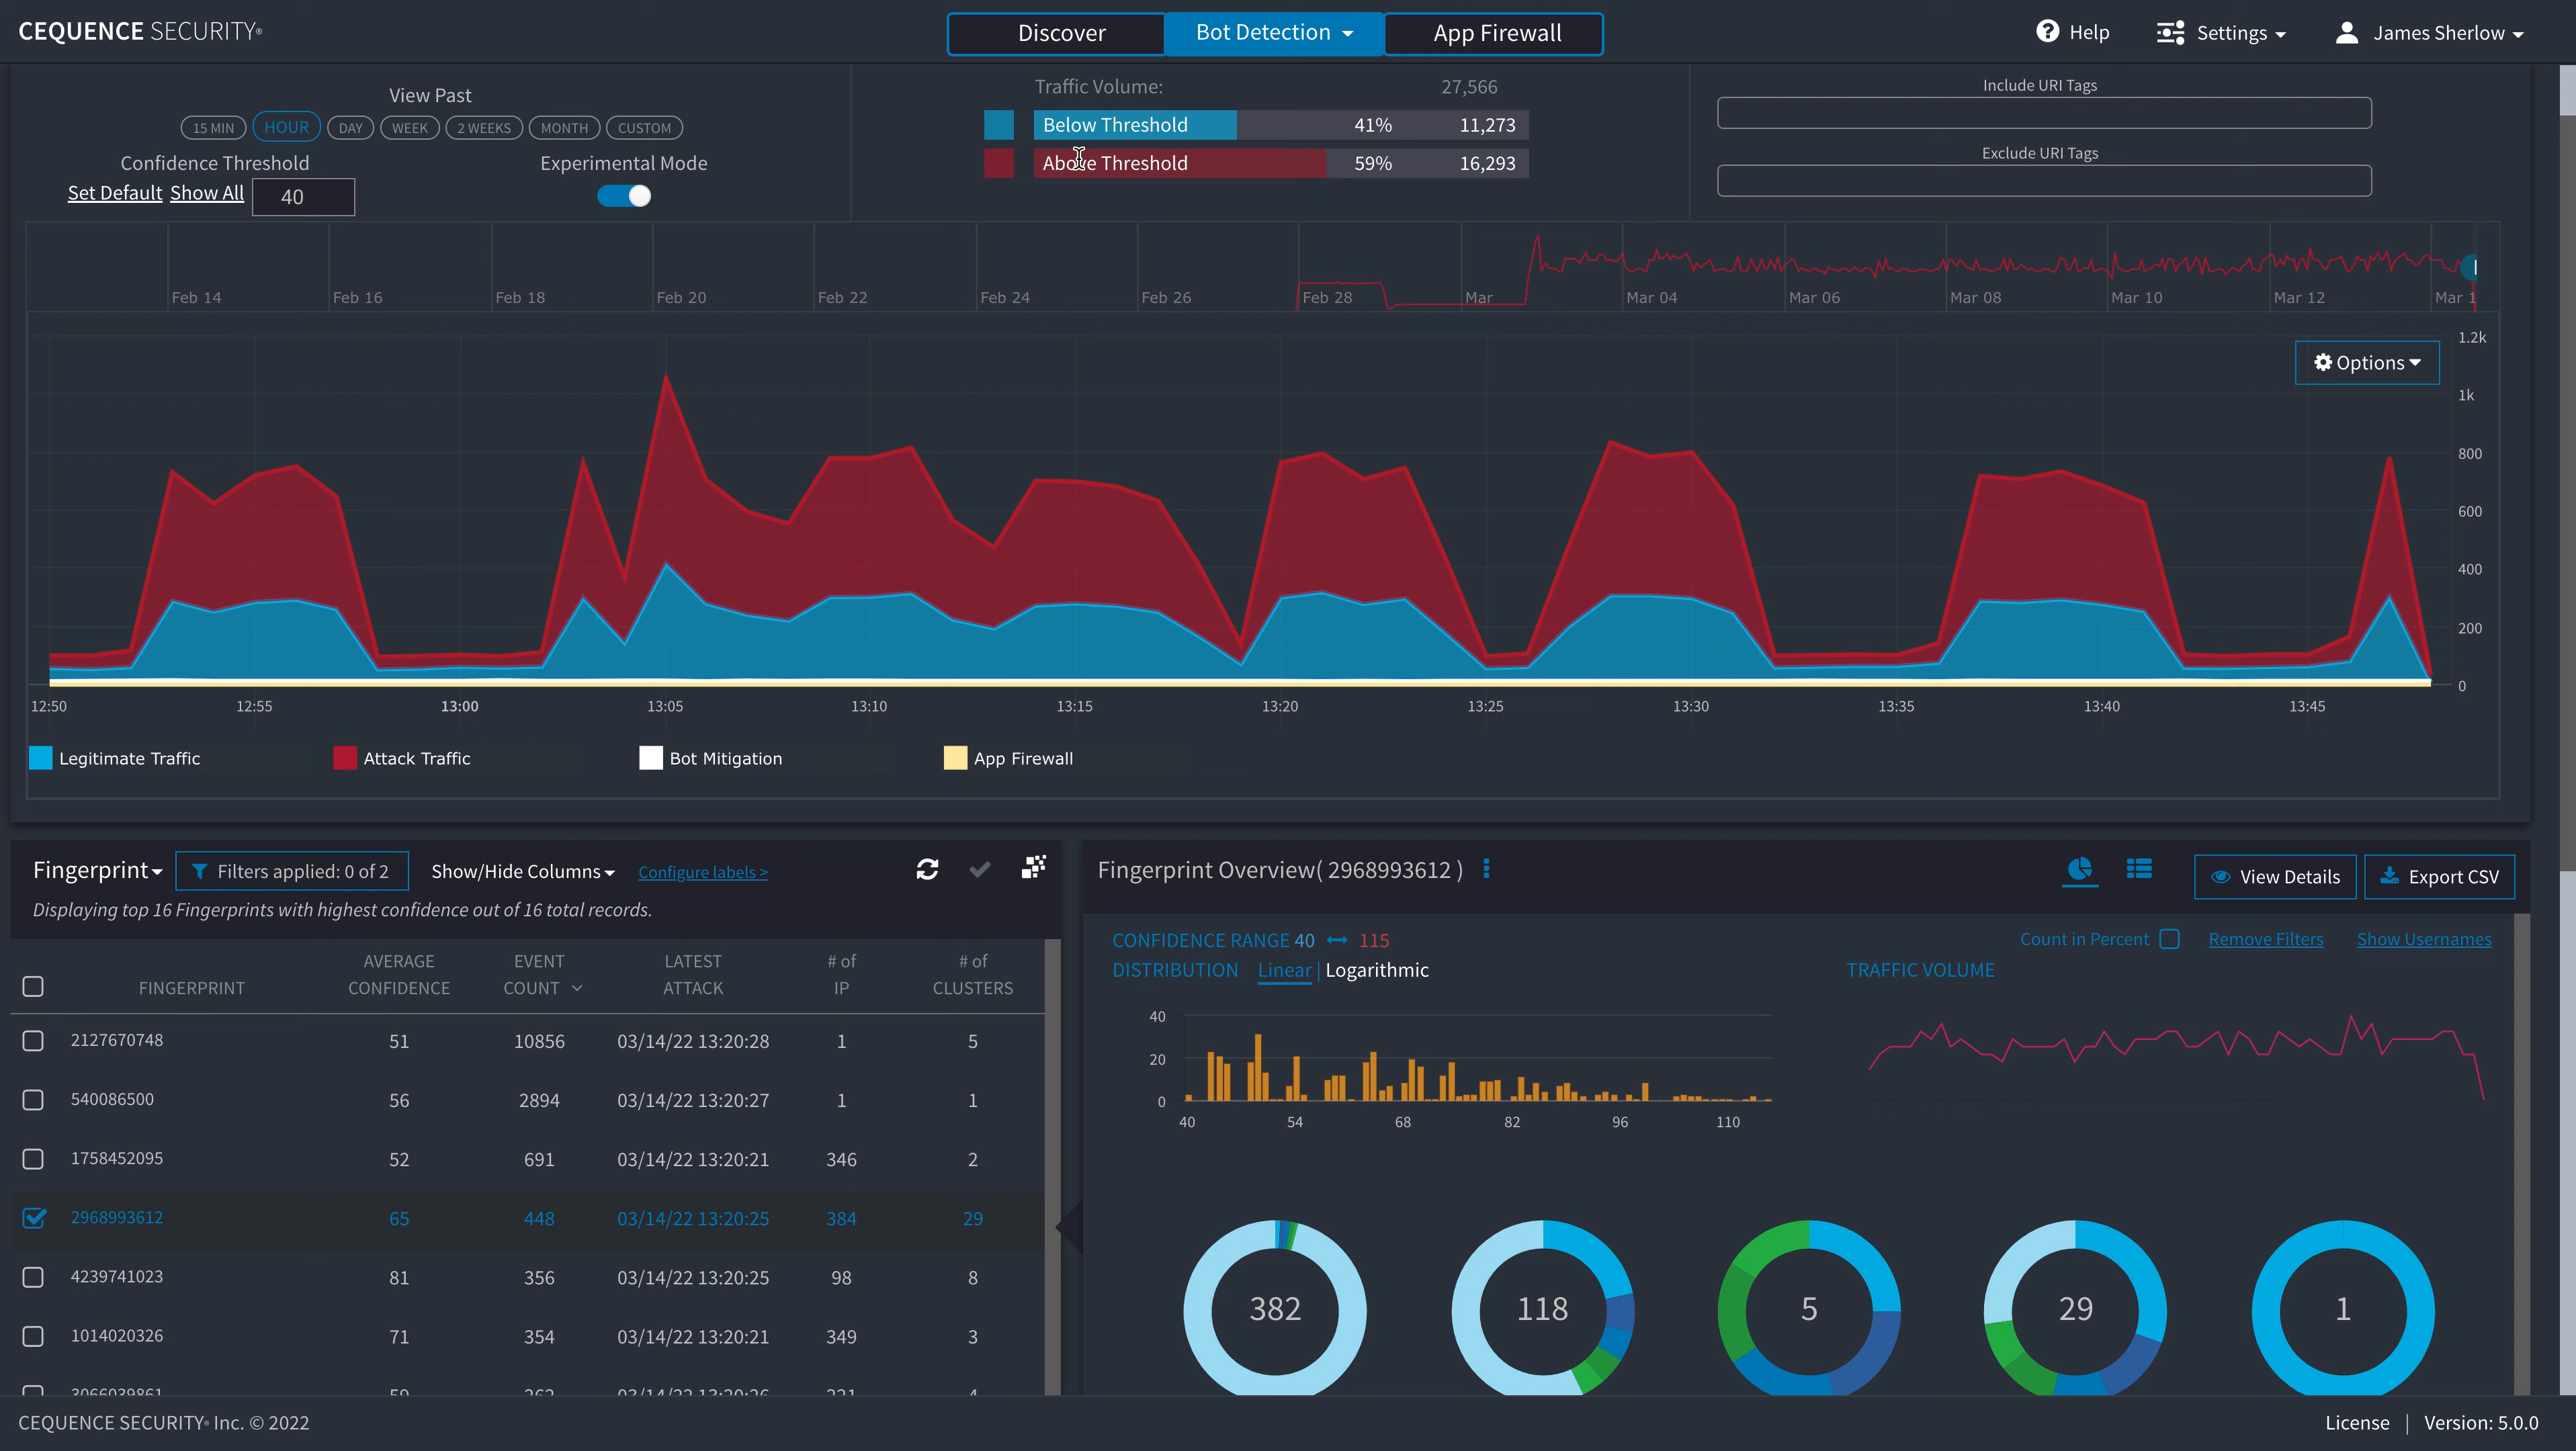 CEQUENCE SECURITY®
Discover
Bot Detection
App Firewall
Help
Settings
James Sherlow
View Past
15 MIN HOUR DAY WEEK 2 WEEKS MONTH CUSTOM
Confidence Threshold
Set Default Show All 40
Experimental Mode
Traffic Volume: 27,566
Below Threshold 41% 11,273
Above Threshold 59% 16,293
Include URI Tags
Exclude URI Tags
Feb 14 Feb 16 Feb 18 Feb 20 Feb 22 Feb 24 Feb 26 Feb 28 Mar Mar 04 Mar 06 Mar 08 Mar 10 Mar 12 Mar 1
Options
1.2k
1k
800
600
400
200
0
12:50 12:55 13:00 13:05 13:10 13:15 13:20 13:25 13:30 13:35 13:40 13:45
Legitimate Traffic Attack Traffic Bot Mitigation App Firewall
Fingerprint Filters applied: 0 of 2 Show/Hide Columns Configure labels >
Displaying top 16 Fingerprints with highest confidence out of 16 total records.
AVERAGE EVENT LATEST # of # of
FINGERPRINT CONFIDENCE COUNT ATTACK IP CLUSTERS
2127670748 51 10856 03/14/22 13:20:28 1 5
540086500 56 2894 03/14/22 13:20:27 1 1
1758452095 52 691 03/14/22 13:20:21 346 2
2968993612 65 448 03/14/22 13:20:25 384 29
4239741023 81 356 03/14/22 13:20:25 98 8
1014020326 71 354 03/14/22 13:20:21 349 3
Fingerprint Overview( 2968993612 )
View Details Export CSV
CONFIDENCE RANGE 40 115
Count in Percent Remove Filters Show Usernames
DISTRIBUTION Linear | Logarithmic
TRAFFIC VOLUME
40
20
0
40 54 68 82 96 110
382 118 5 29 1
CEQUENCE SECURITY® Inc. © 2022
License | Version: 5.0.0